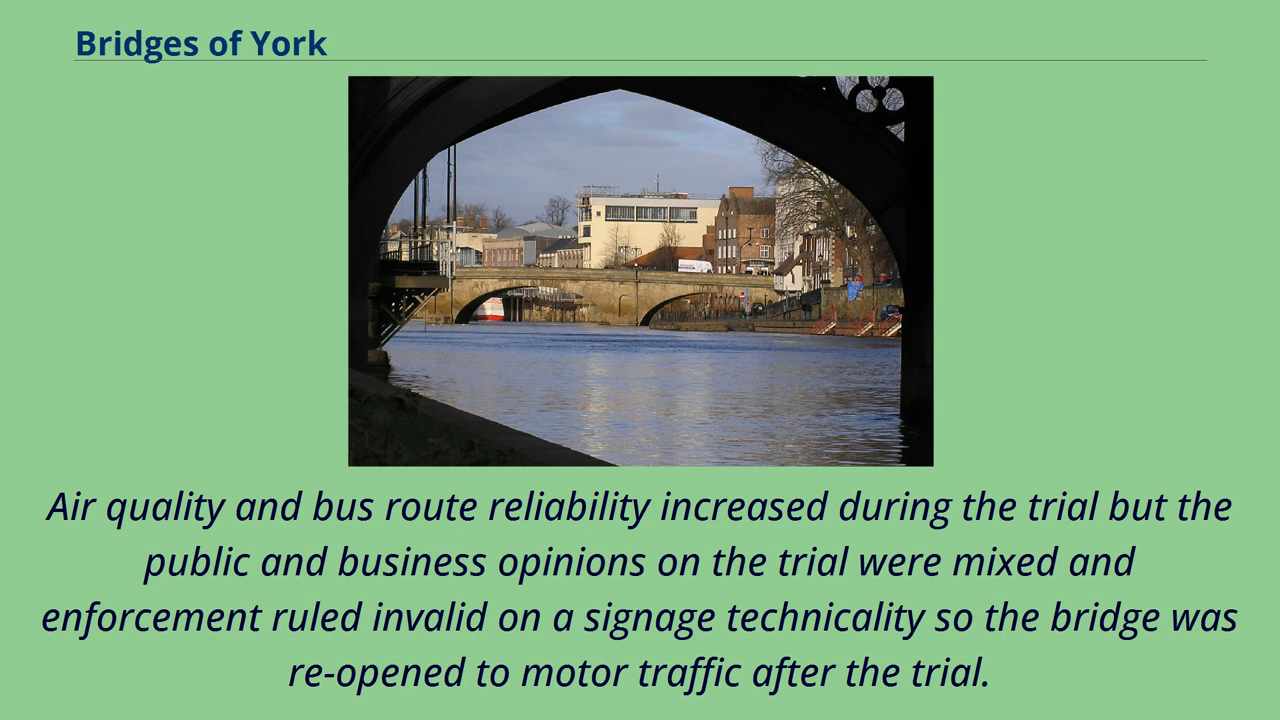 Bridges of York
Air quality and bus route reliability increased during the trial but the
public and business opinions on the trial were mixed and
enforcement ruled invalid on a signage technicality so the bridge was
re-opened to motor traffic after the trial.